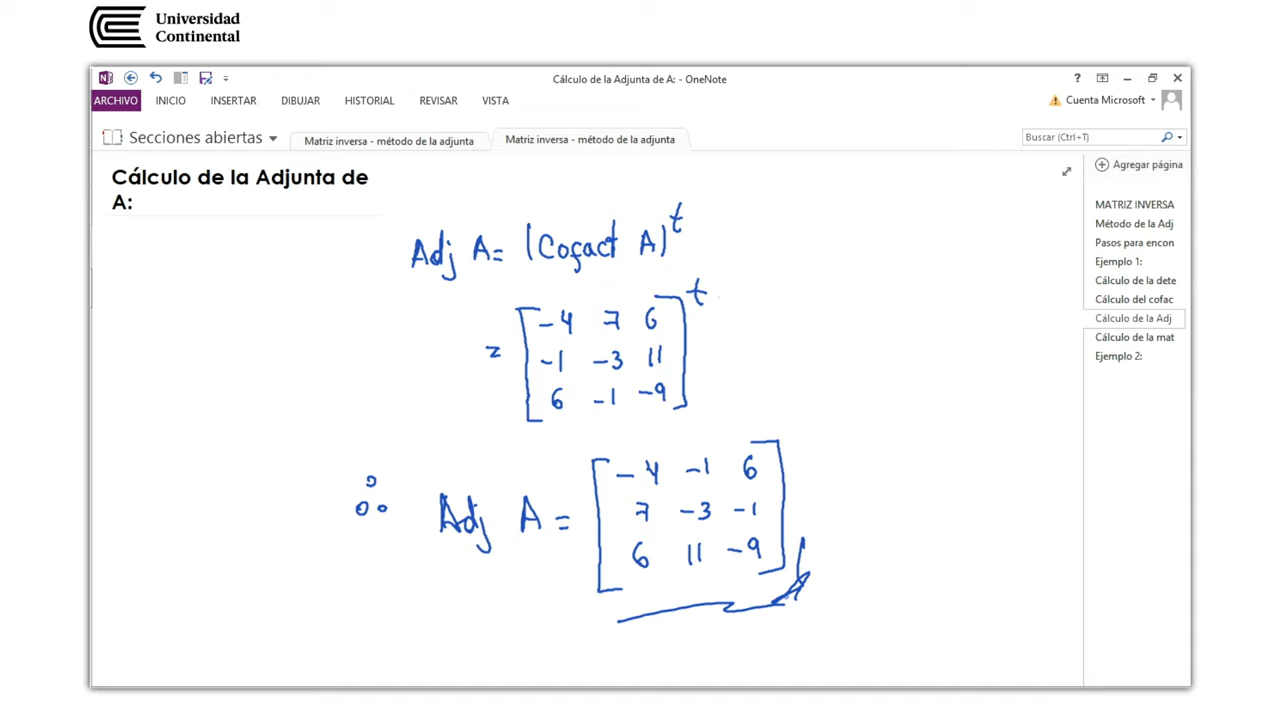 Universidad
Continental
Cálculo de la Adjunta de A: - OneNote
?
ARCHIVO INICIO INSERTAR DIBUJAR HISTORIAL REVISAR VISTA
Cuenta Microsoft
Secciones abiertas
Matriz inversa - método de la adjunta
Matriz inversa - método de la adjunta
Buscar (Ctrl+T)
Agregar página
Cálculo de la Adjunta de
A:
MATRIZ INVERSA
Método de la Adj
Pasos para encon
Ejemplo 1:
Cálculo de la dete
Cálculo del cofac
Cálculo de la Adj
Cálculo de la mat
Ejemplo 2:
Adj A = (Cofact A)^t
= [ -4 7 6 ]^t
-1 -3 11
6 -1 -9
∴ Adj A = [ -4 -1 6 ]
7 -3 -1
6 11 -9